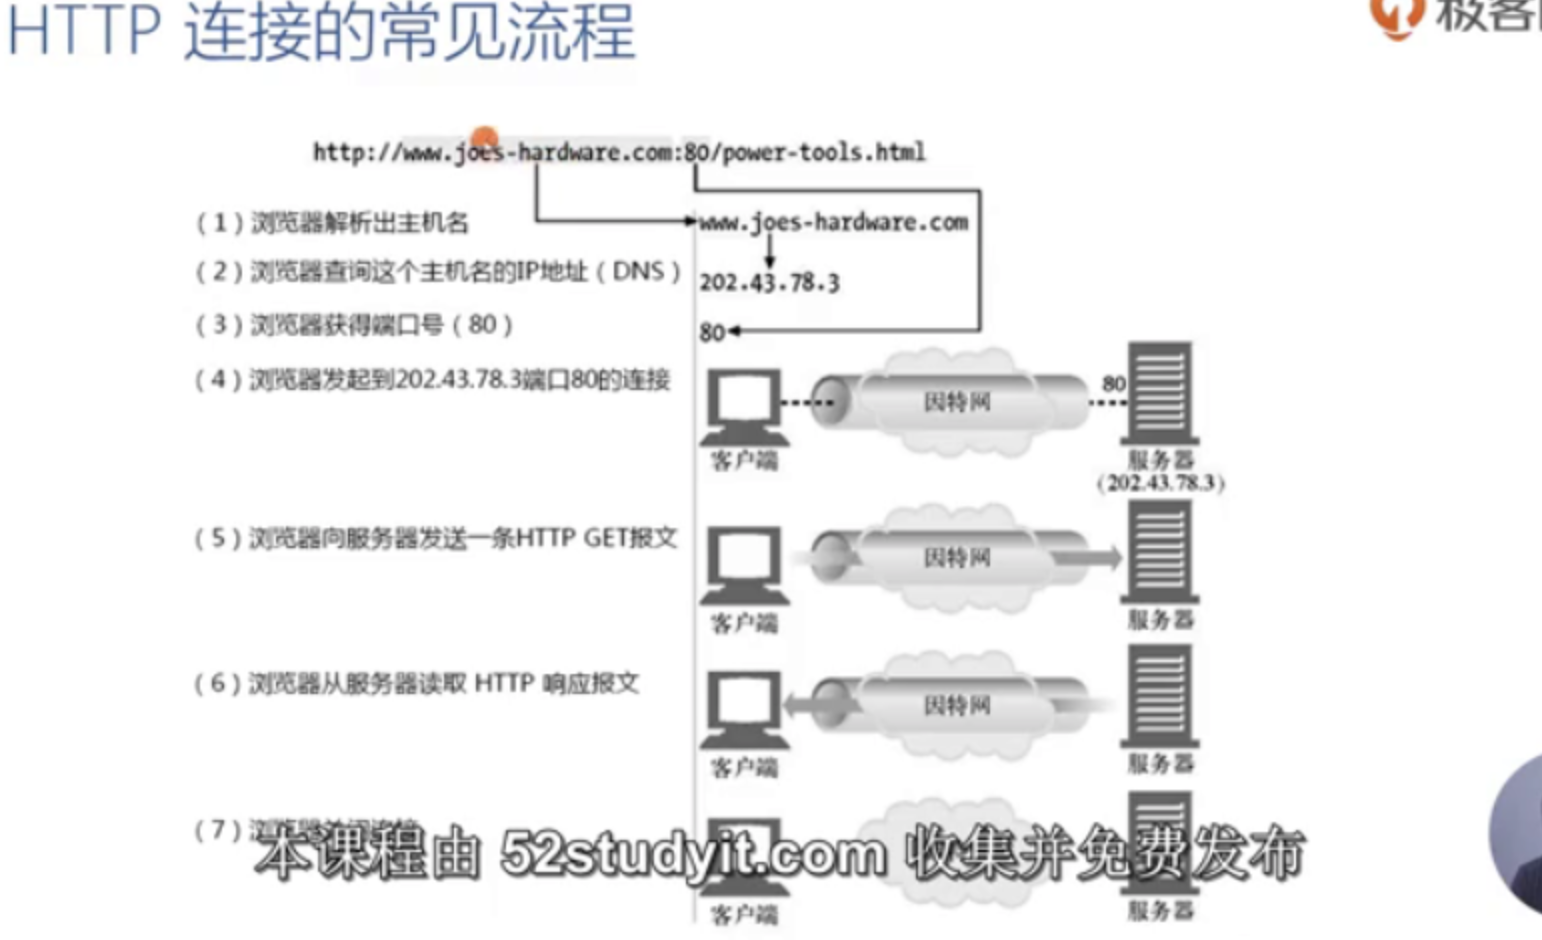 HTTP 连接的常见流程
极客
http://www.joes-hardware.com:80/power-tools.html
(1)浏览器解析出主机名
www.joes-hardware.com
(2)浏览器查询这个主机名的IP地址(DNS)
202.43.78.3
(3)浏览器获得端口号(80)
80
(4)浏览器发起到202.43.78.3端口80的连接
因特网
80
客户端
服务器
(202.43.78.3)
(5)浏览器向服务器发送一条HTTP GET报文
因特网
客户端
服务器
(6)浏览器从服务器读取 HTTP 响应报文
因特网
客户端
服务器
(7)浏览器关闭连接
本课程由 52studyit.com 收集并免费发布
客户端
服务器